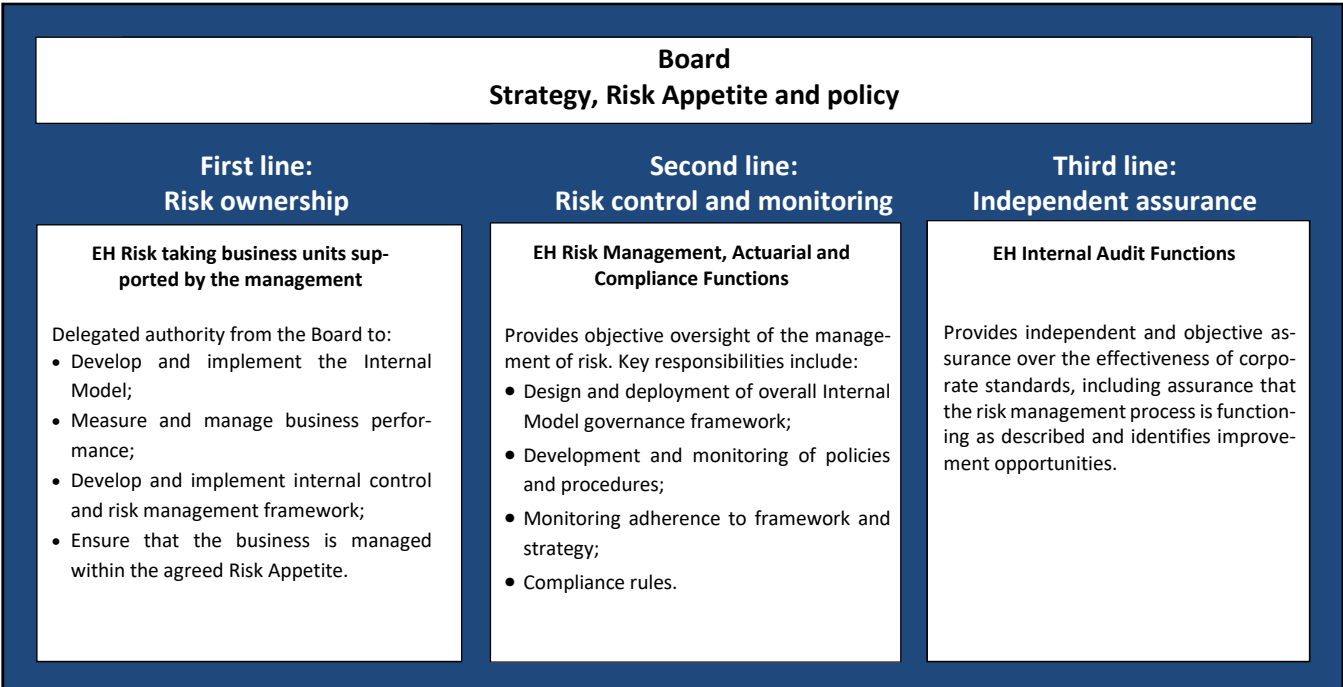 Board
Strategy, Risk Appetite and policy
First line:
Risk ownership
EH Risk taking business units sup-
ported by the management
Delegated authority from the Board to:
• Develop and implement the Internal
Model;
• Measure and manage business perfor-
mance;
• Develop and implement internal control
and risk management framework;
• Ensure that the business is managed
within the agreed Risk Appetite.
Second line:
Risk control and monitoring
EH Risk Management, Actuarial and
Compliance Functions
Provides objective oversight of the manage-
ment of risk. Key responsibilities include:
• Design and deployment of overall Internal
Model governance framework;
• Development and monitoring of policies
and procedures;
• Monitoring adherence to framework and
strategy;
• Compliance rules.
Third line:
Independent assurance
EH Internal Audit Functions
Provides independent and objective as-
surance over the effectiveness of corpo-
rate standards, including assurance that
the risk management process is function-
ing as described and identifies improve-
ment opportunities.